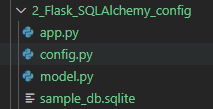 2_Flask_SQLAlchemy_config
app.py
config.py
model.py
sample_db.sqlite